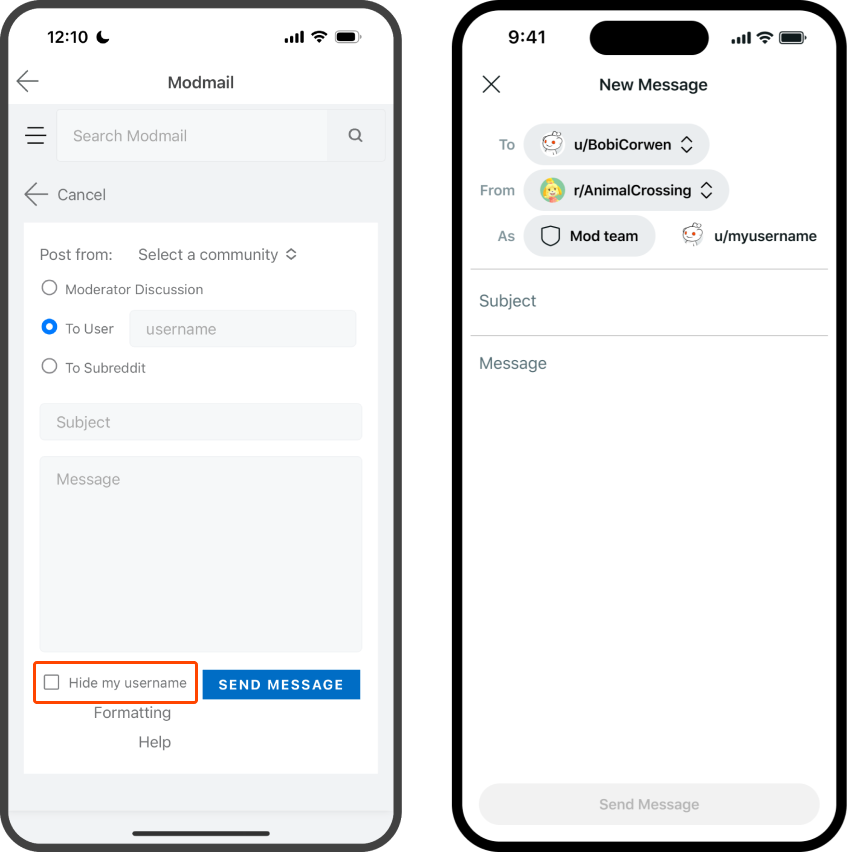 12:10
Modmail
Search Modmail
Cancel
Post from: Select a community
Moderator Discussion
To User username
To Subreddit
Subject
Message
Hide my username SEND MESSAGE
Formatting
Help
9:41
New Message
To u/BobiCorwen
From r/AnimalCrossing
As Mod team u/myusername
Subject
Message
Send Message